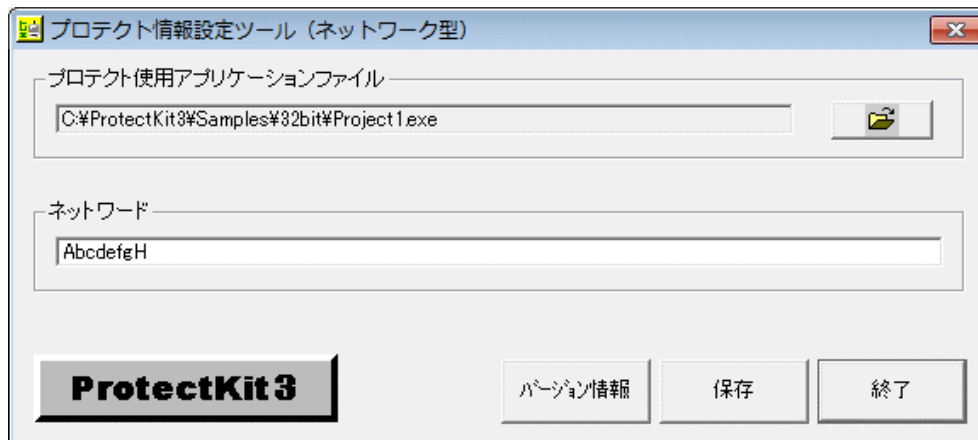 プロテクト情報設定ツール（ネットワーク型）
プロテクト使用アプリケーションファイル
C:¥ProtectKit3¥Samples¥32bit¥Project1.exe
ネットワード
AbcdefgH
ProtectKit3
バージョン情報
保存
終了